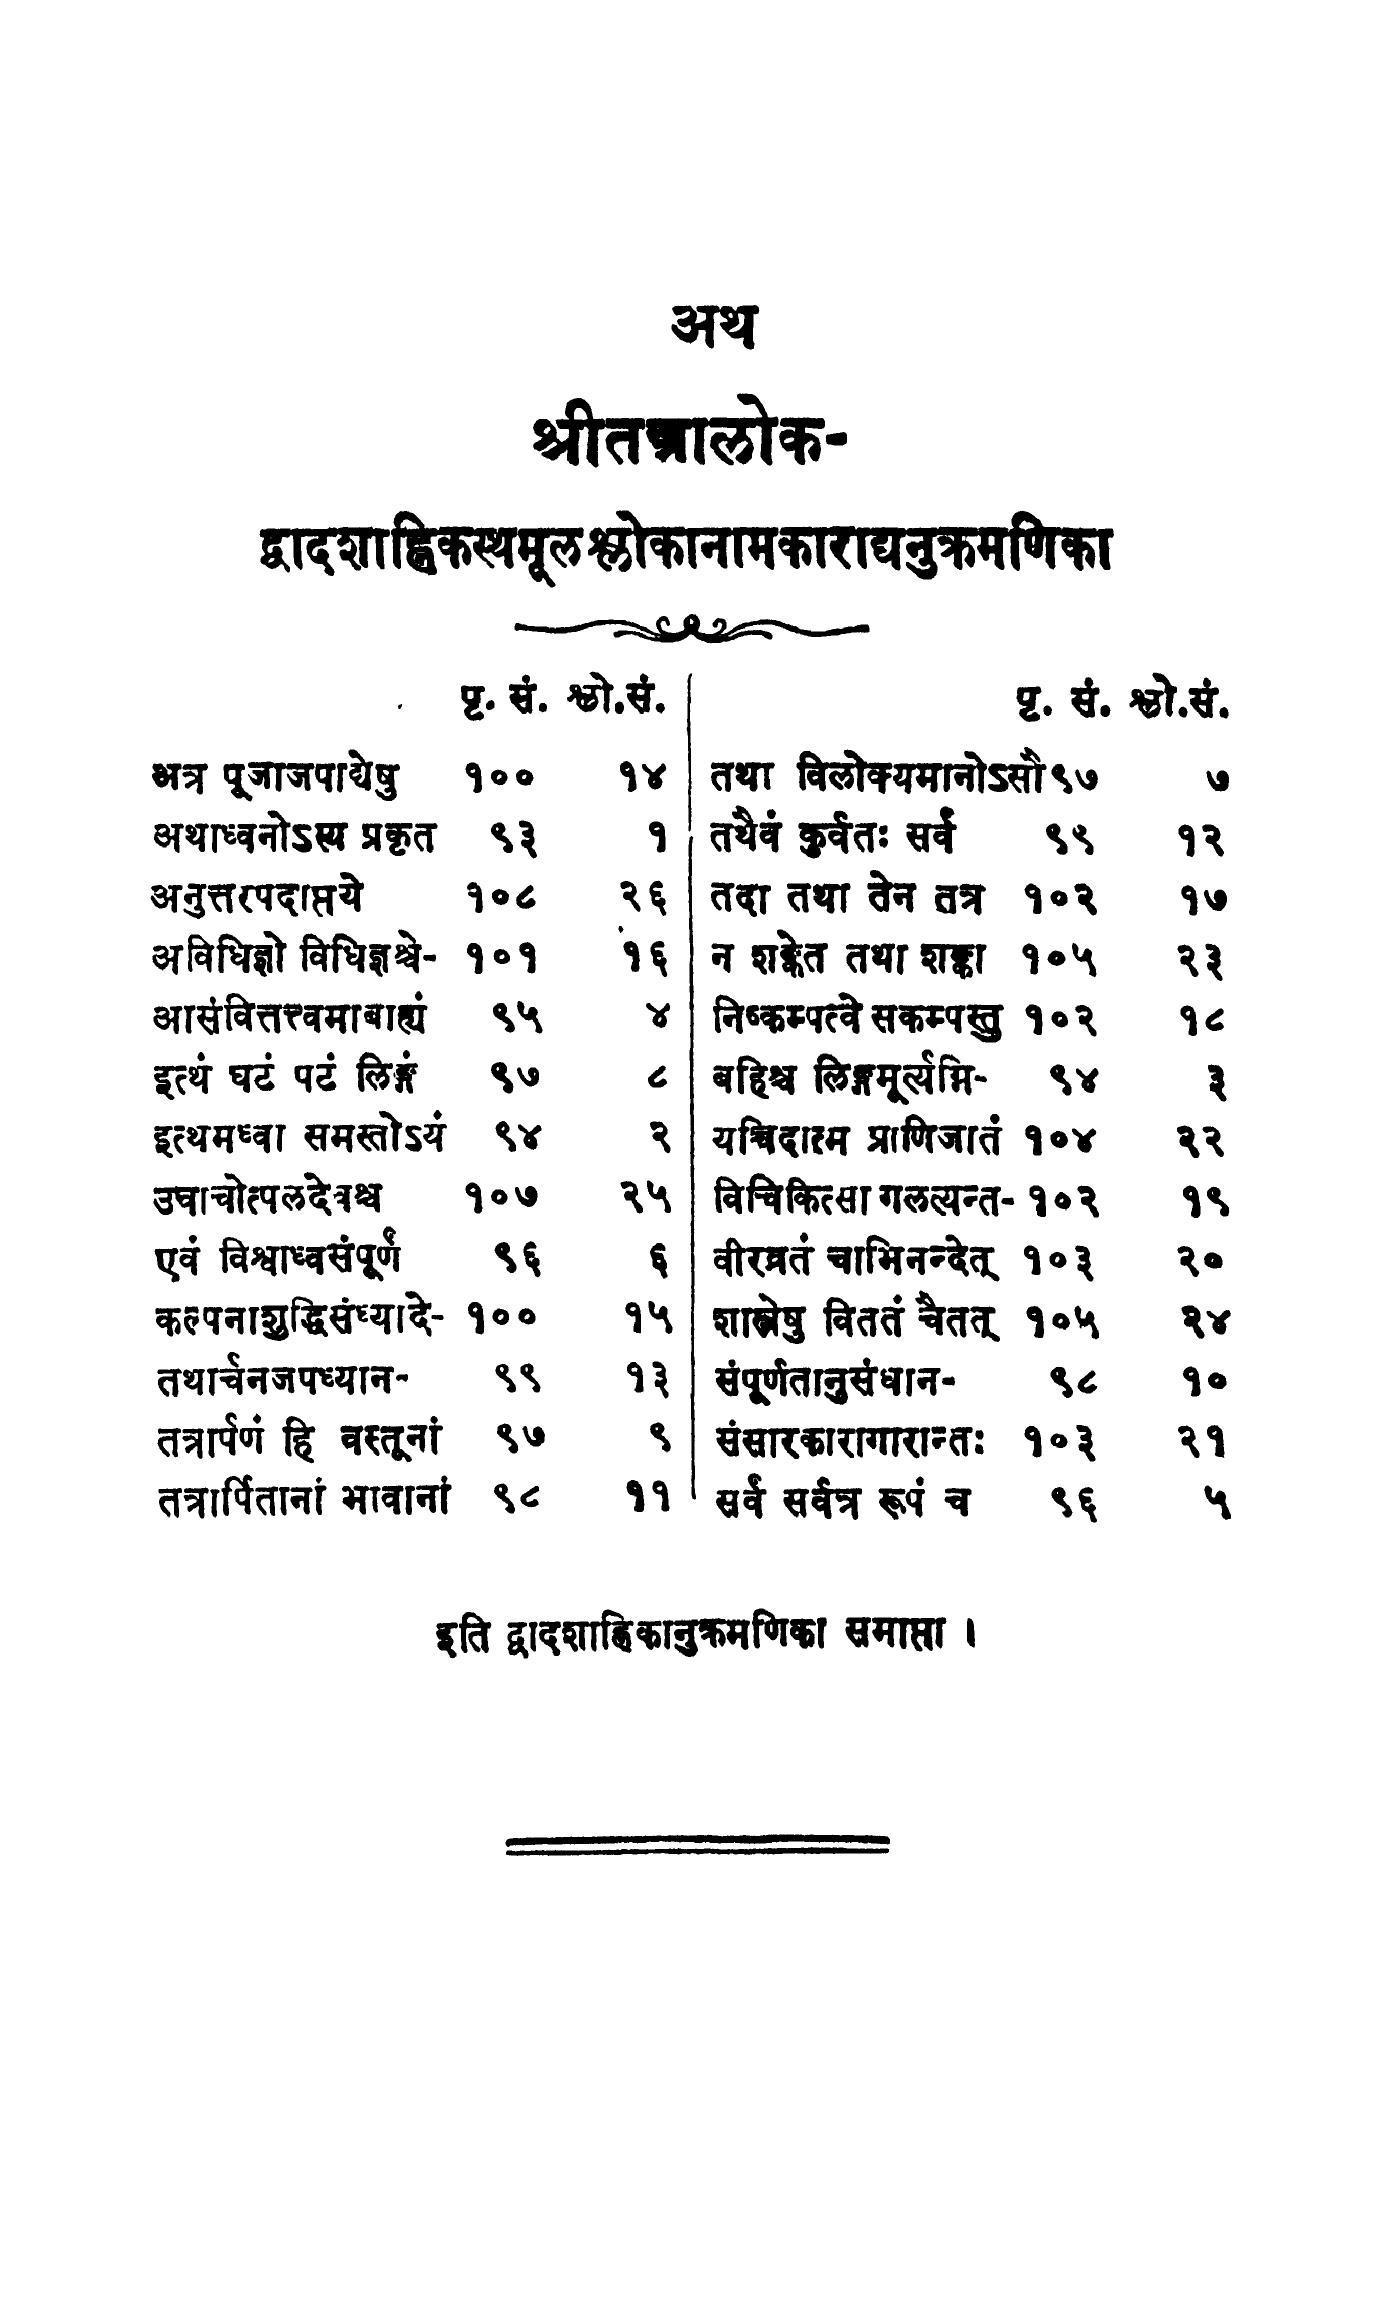 अथ
श्रीतन्त्रालोक-
द्वादशाह्निकस्थमूलश्लोकानामकाराद्यनुक्रमणिका
पृ. सं. श्लो.सं.
अत्र पूजाजपाद्येषु १०० १४
अथाध्वनोऽस्य प्रकृत ९३ १
अनुत्तरपदाप्तये १०८ २६
अविधिज्ञो विधिज्ञश्चे- १०१ १६
आसंवित्तत्त्वमाबाह्यं ९५ ४
इत्थं घटं पटं लिङ्गं ९७ ८
इत्थमध्वा समस्तोऽयं ९४ २
उवाचोत्पलदेवश्च १०७ २५
एवं विश्वाध्वसंपूर्णं ९६ ६
कल्पनाशुद्धिसंध्यादे- १०० १५
तथार्चनजपध्यान- ९९ १३
तत्रार्पणं हि वस्तूनां ९७ ९
तत्रार्पितानां भावानां ९८ ११
पृ. सं. श्लो.सं.
तथा विलोक्यमानोऽसौ ९७ ७
तथैवं कुर्वतः सर्वं ९९ १२
तदा तथा तेन तत्र १०२ १७
न शङ्केत तथा शङ्का १०५ २३
निष्कम्पत्वे सकम्पस्तु १०२ १८
बहिश्च लिङ्गमूर्त्यग्नि- ९४ ३
यच्चिदात्म प्राणिजातं १०४ २२
विचिकित्सा गलत्यन्त- १०२ १९
वीरव्रतं चाभिनन्देत् १०३ २०
शास्त्रेषु विततं चैतत् १०५ २४
संपूर्णतानुसंधान- ९८ १०
संसारकारागारान्तः १०३ २१
सर्वं सर्वत्र रूपं च ९६ ५
इति द्वादशाह्निकानुक्रमणिका समाप्ता ।